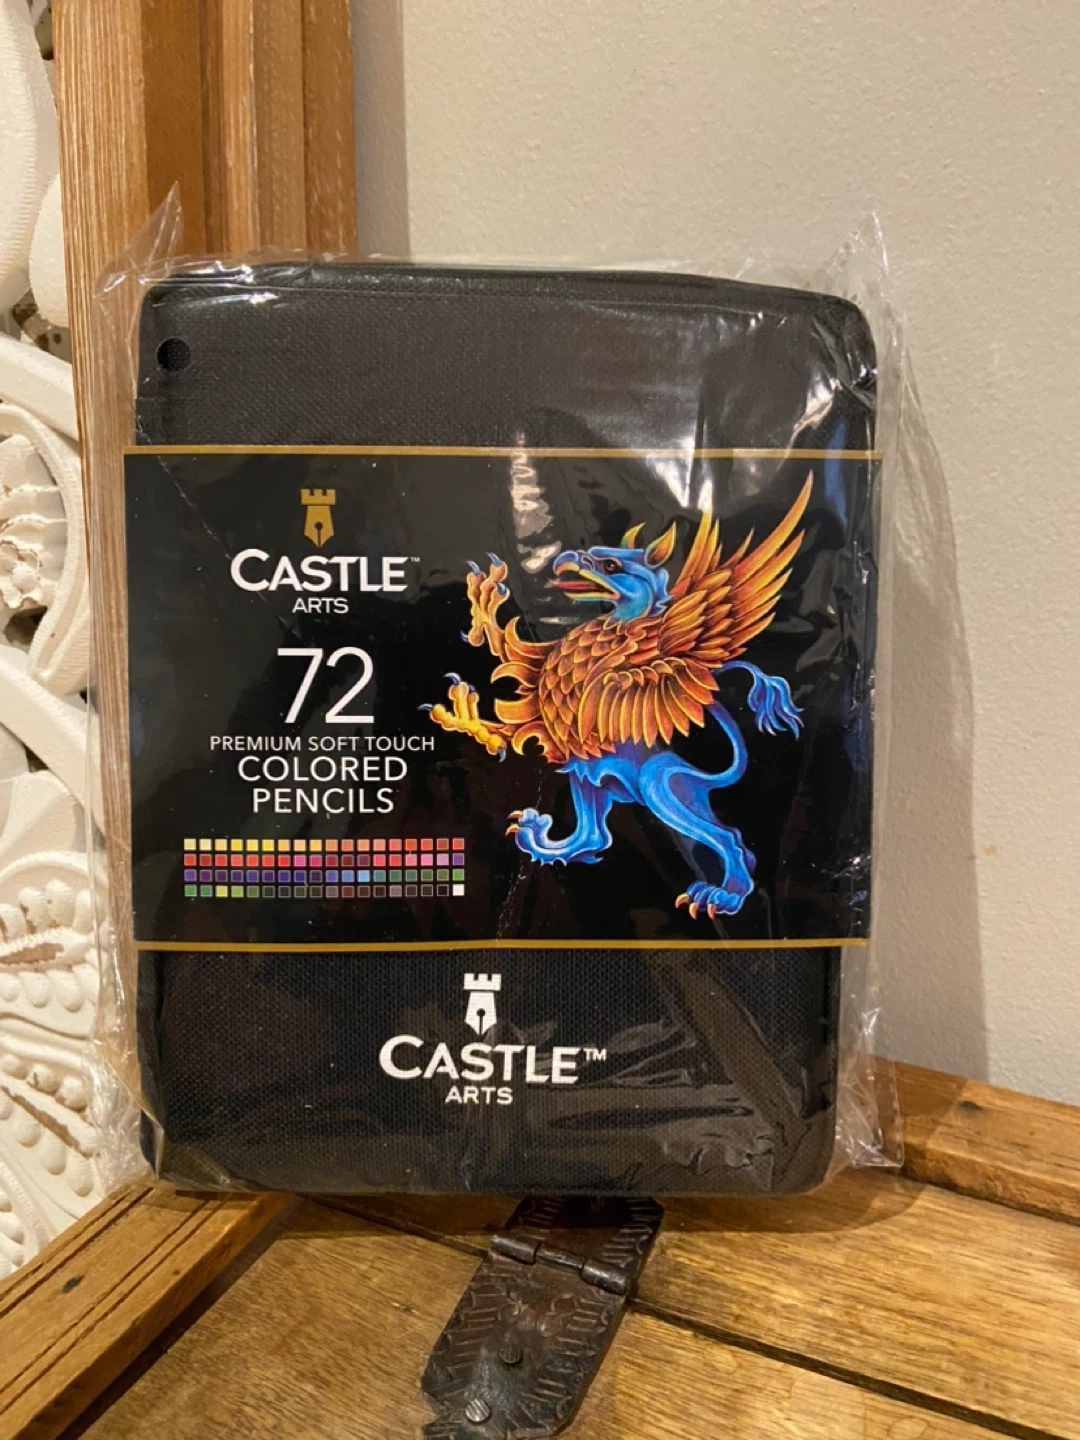 CASTLE™
ARTS
72
PREMIUM SOFT TOUCH
COLORED
PENCILS
CASTLE™
ARTS